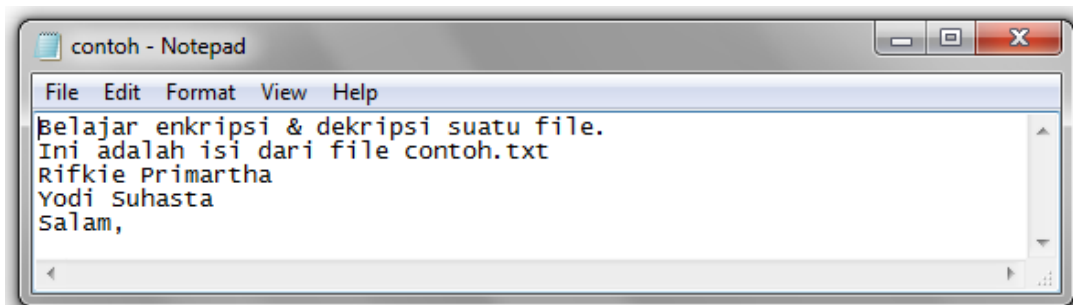 contoh - Notepad
File Edit Format View Help
Belajar enkripsi & dekripsi suatu file.
Ini adalah isi dari file contoh.txt
Rifkie Primartha
Yodi Suhasta
Salam,